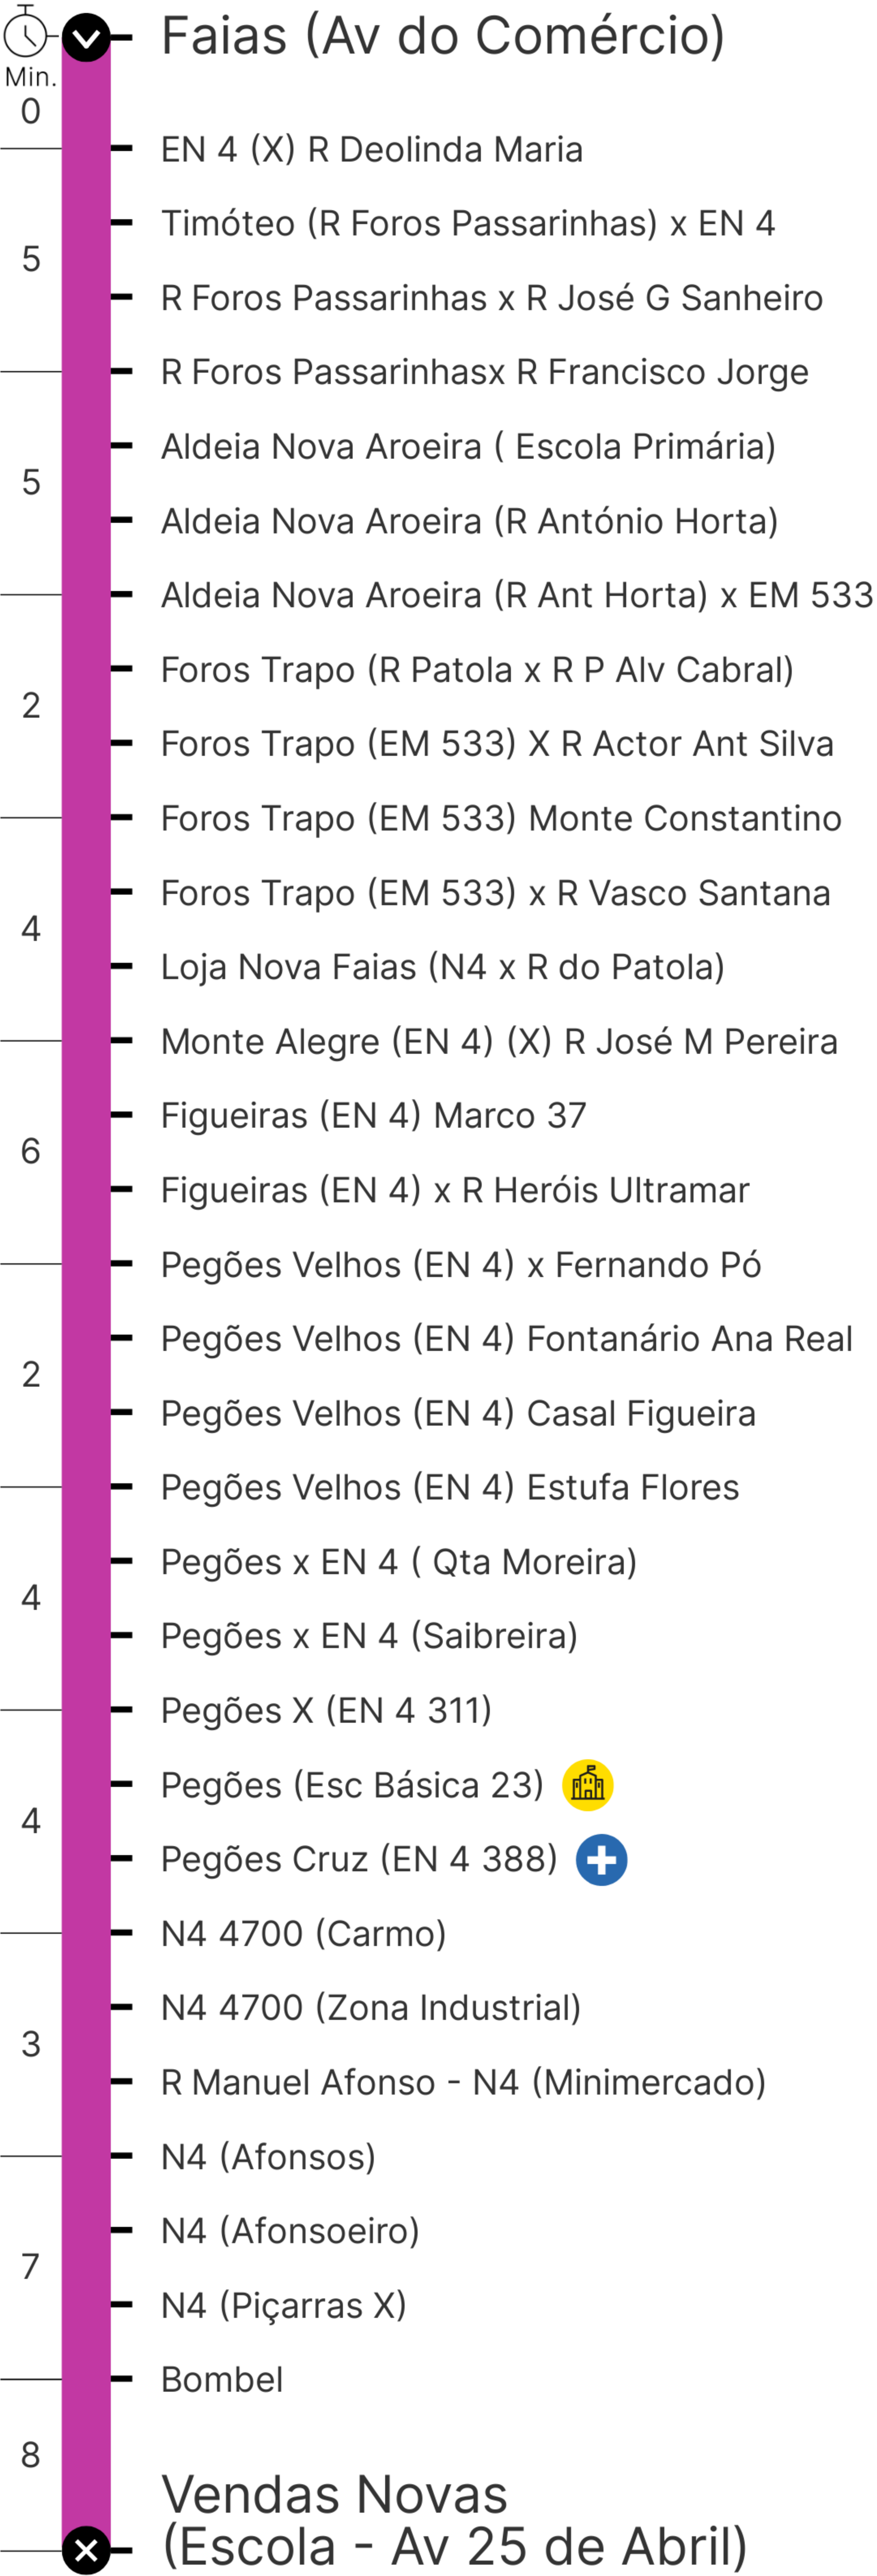 Faias (Av do Comércio)
Min.
0
EN 4 (X) R Deolinda Maria
Timóteo (R Foros Passarinhas) x EN 4
5
R Foros Passarinhas x R José G Sanheiro
R Foros Passarinhasx R Francisco Jorge
Aldeia Nova Aroeira ( Escola Primária)
5
Aldeia Nova Aroeira (R António Horta)
Aldeia Nova Aroeira (R Ant Horta) x EM 533
Foros Trapo (R Patola x R P Alv Cabral)
2
Foros Trapo (EM 533) X R Actor Ant Silva
Foros Trapo (EM 533) Monte Constantino
Foros Trapo (EM 533) x R Vasco Santana
4
Loja Nova Faias (N4 x R do Patola)
Monte Alegre (EN 4) (X) R José M Pereira
Figueiras (EN 4) Marco 37
6
Figueiras (EN 4) x R Heróis Ultramar
Pegões Velhos (EN 4) x Fernando Pó
Pegões Velhos (EN 4) Fontanário Ana Real
2
Pegões Velhos (EN 4) Casal Figueira
Pegões Velhos (EN 4) Estufa Flores
Pegões x EN 4 ( Qta Moreira)
4
Pegões x EN 4 (Saibreira)
Pegões X (EN 4 311)
Pegões (Esc Básica 23)
4
Pegões Cruz (EN 4 388)
N4 4700 (Carmo)
N4 4700 (Zona Industrial)
3
R Manuel Afonso - N4 (Minimercado)
N4 (Afonsos)
N4 (Afonsoeiro)
7
N4 (Piçarras X)
Bombel
8
Vendas Novas
(Escola - Av 25 de Abril)